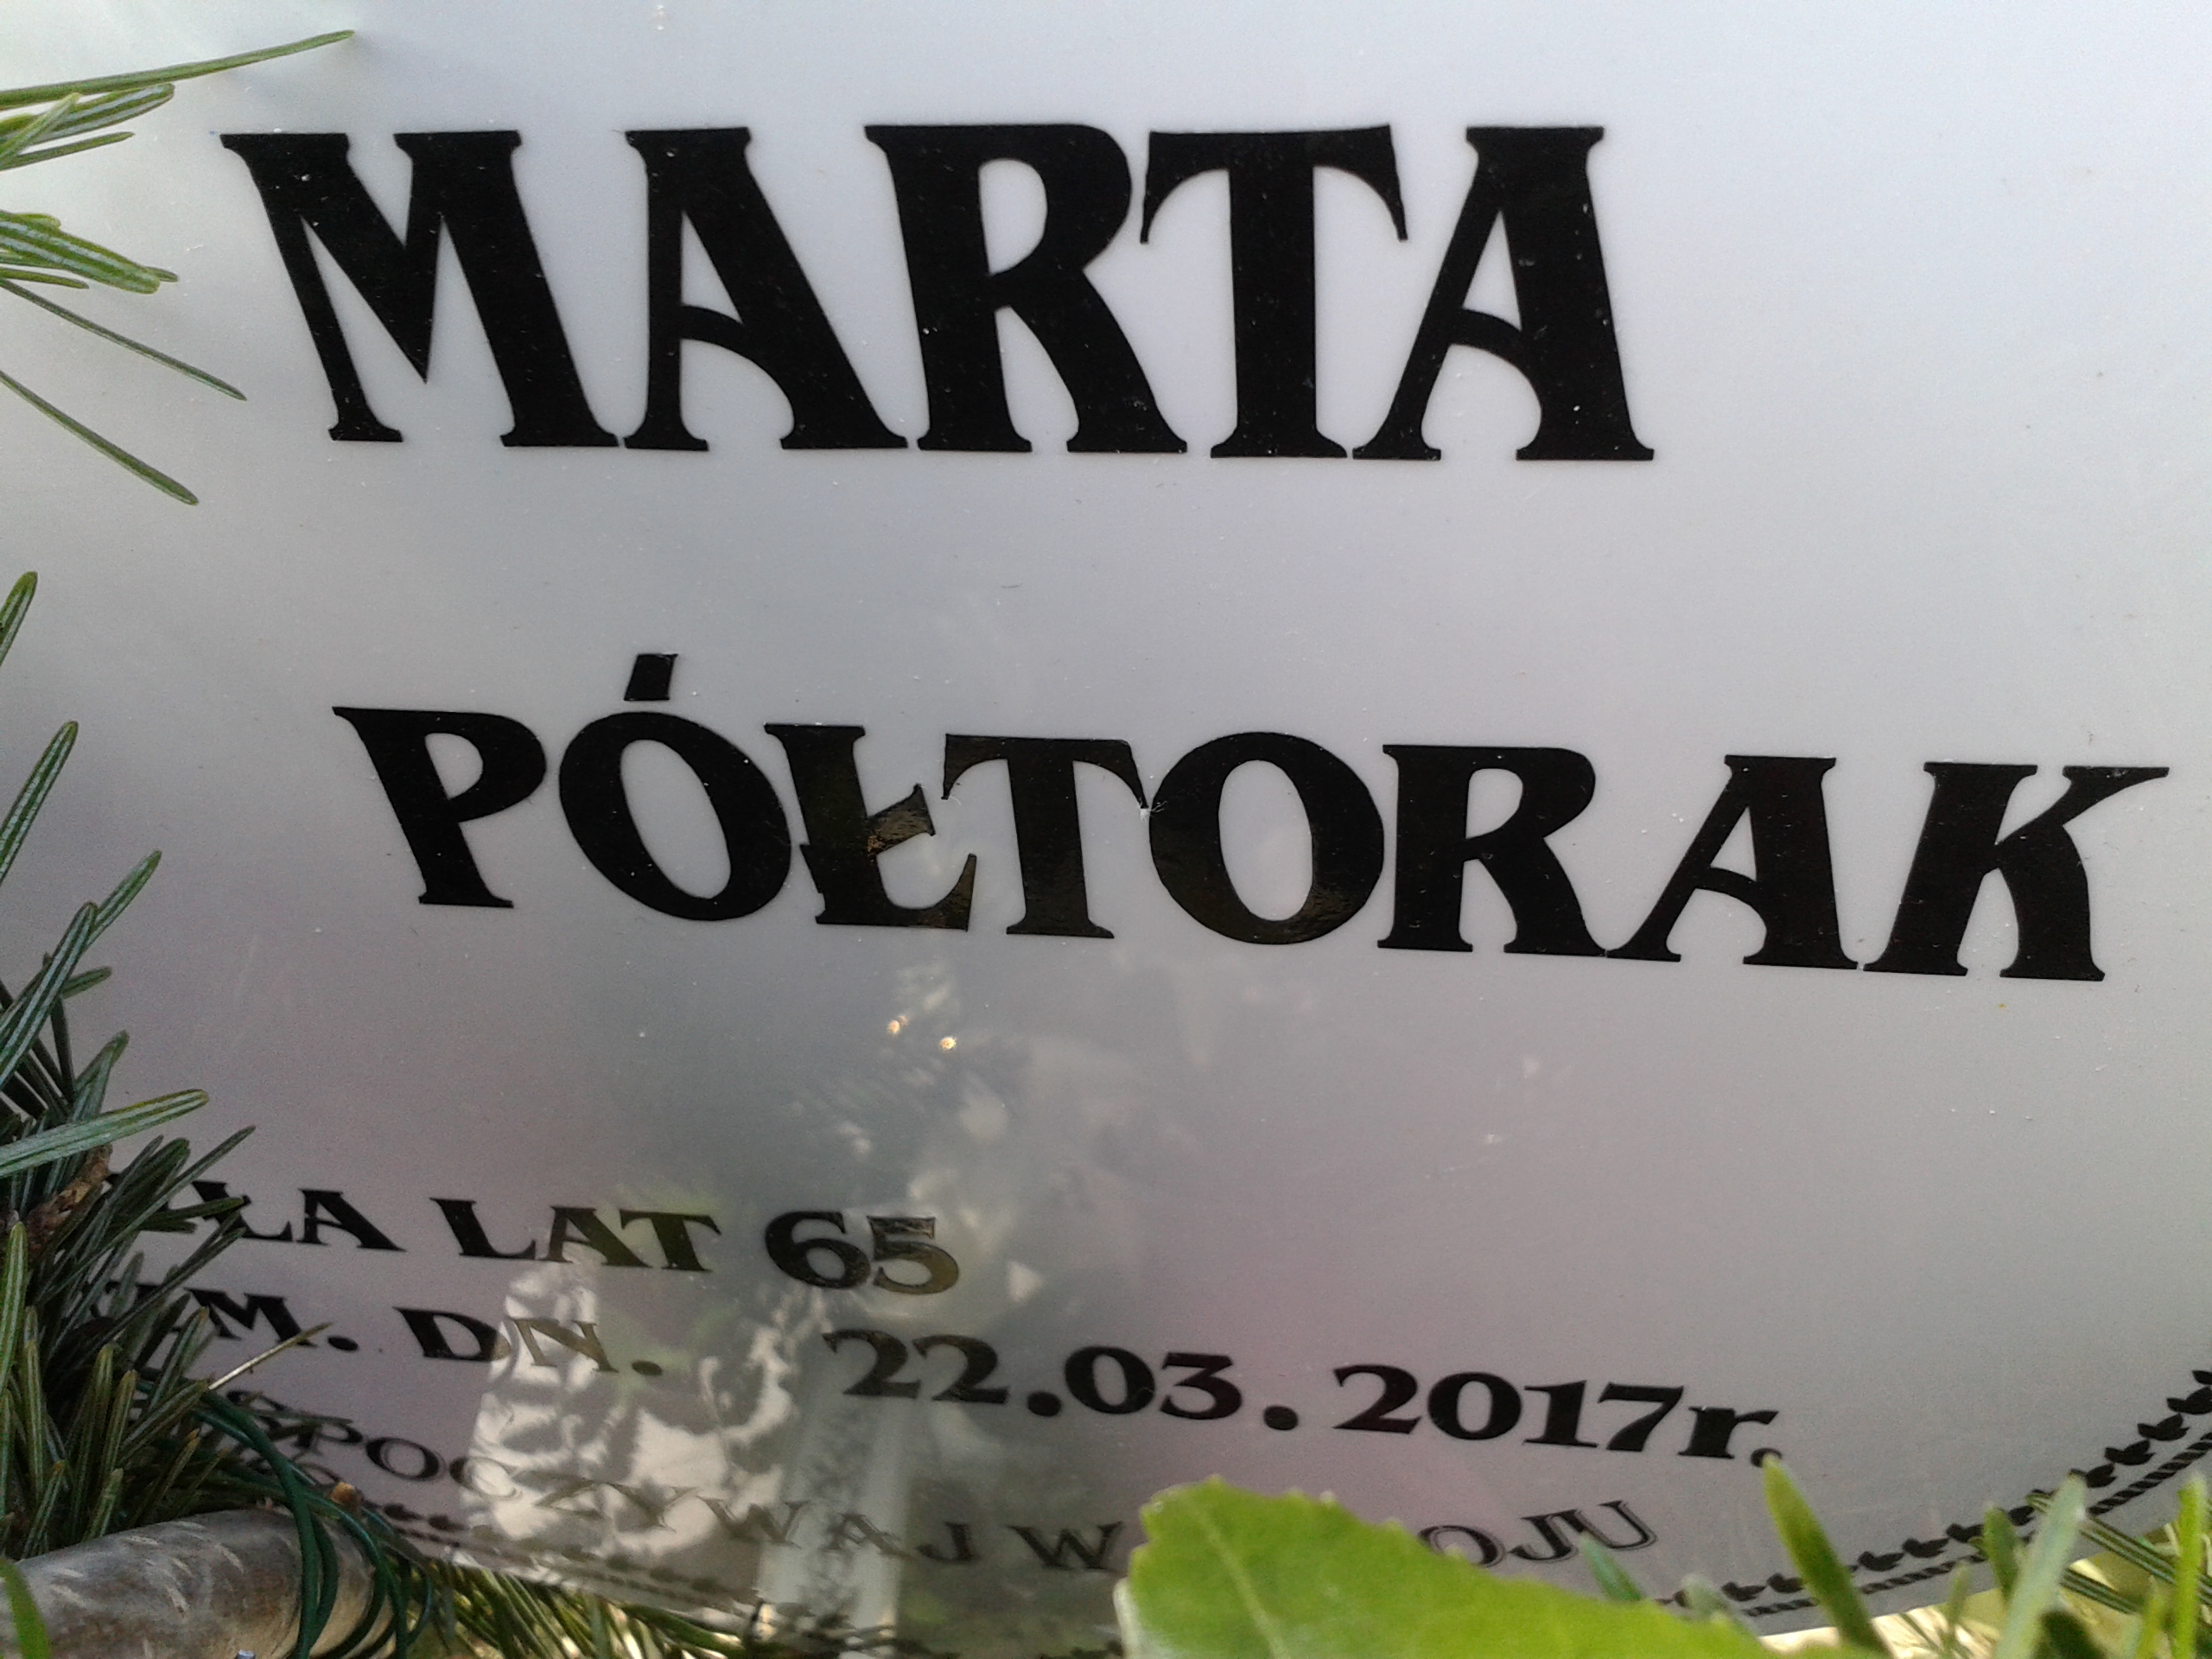 MARTA
PÓŁTORAK
LAT 65
DN. 22.03.2017r.
W